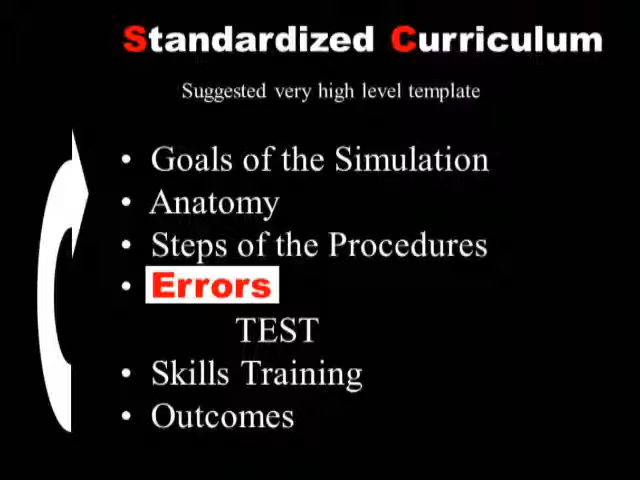 Standardized Curriculum
Suggested very high level template
• Goals of the Simulation
• Anatomy
• Steps of the Procedures
• Errors
TEST
• Skills Training
• Outcomes